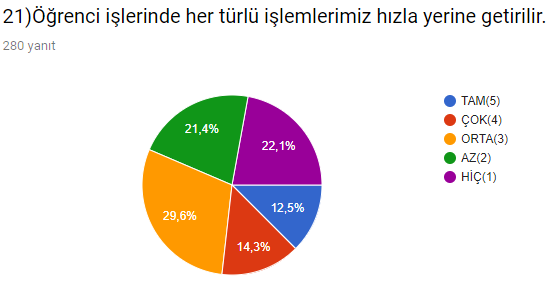 21)Öğrenci işlerinde her türlü işlemlerimiz hızla yerine getirilir.
280 yanıt
TAM(5)
ÇOK(4)
ORTA(3)
AZ(2)
HİÇ(1)
21,4%
22,1%
12,5%
29,6%
14,3%